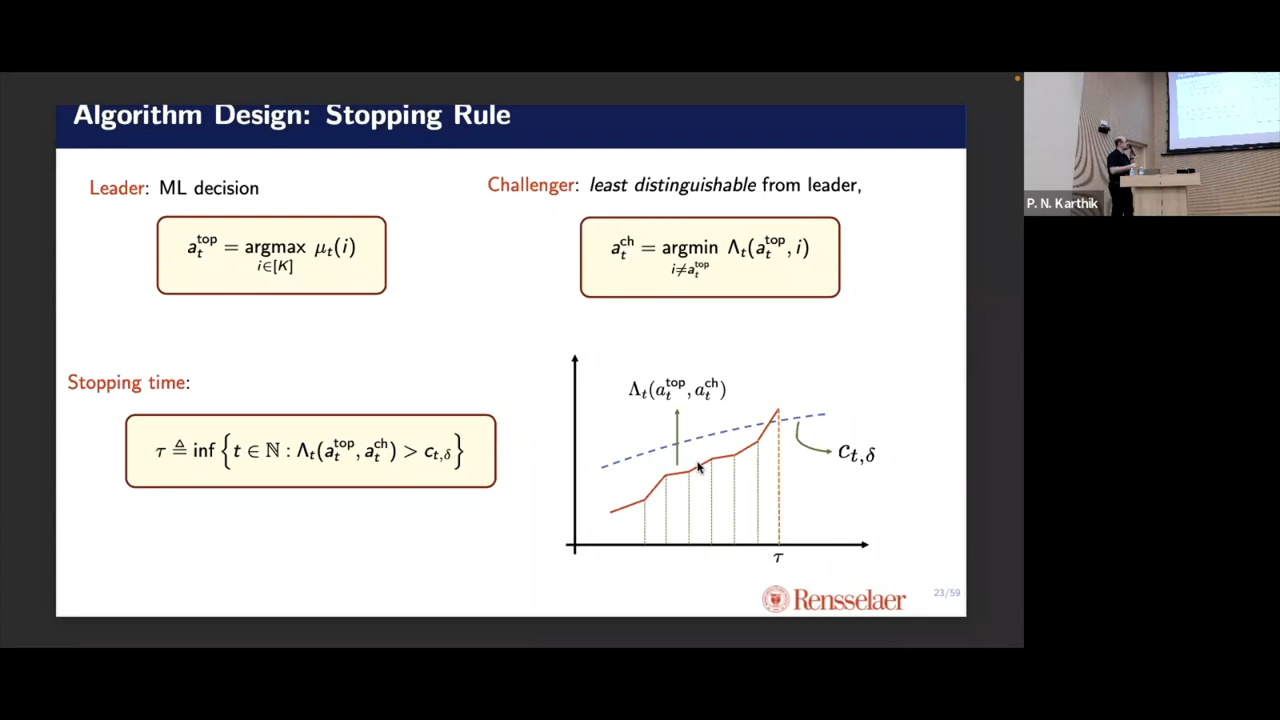 Algorithm Design: Stopping Rule
Leader: ML decision
a_t^top = argmax μ_t(i)
i∈[K]
Challenger: least distinguishable from leader,
a_t^ch = argmin Λ_t(a_t^top, i)
i≠a_t^top
Stopping time:
τ ≜ inf{t ∈ ℕ : Λ_t(a_t^top, a_t^ch) > c_{t,δ}}
Λ_t(a_t^top, a_t^ch)
c_{t,δ}
τ
Rensselaer
23/59
P. N. Karthik